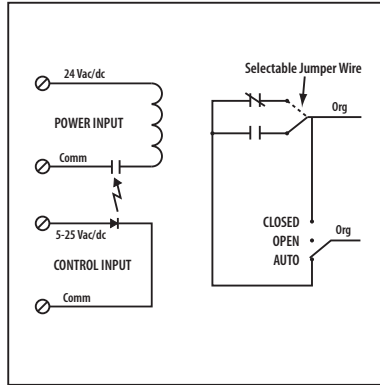 24 Vac/dc
POWER INPUT
Comm
5-25 Vac/dc
CONTROL INPUT
Comm
Selectable Jumper Wire
Org
CLOSED
OPEN
AUTO
Org